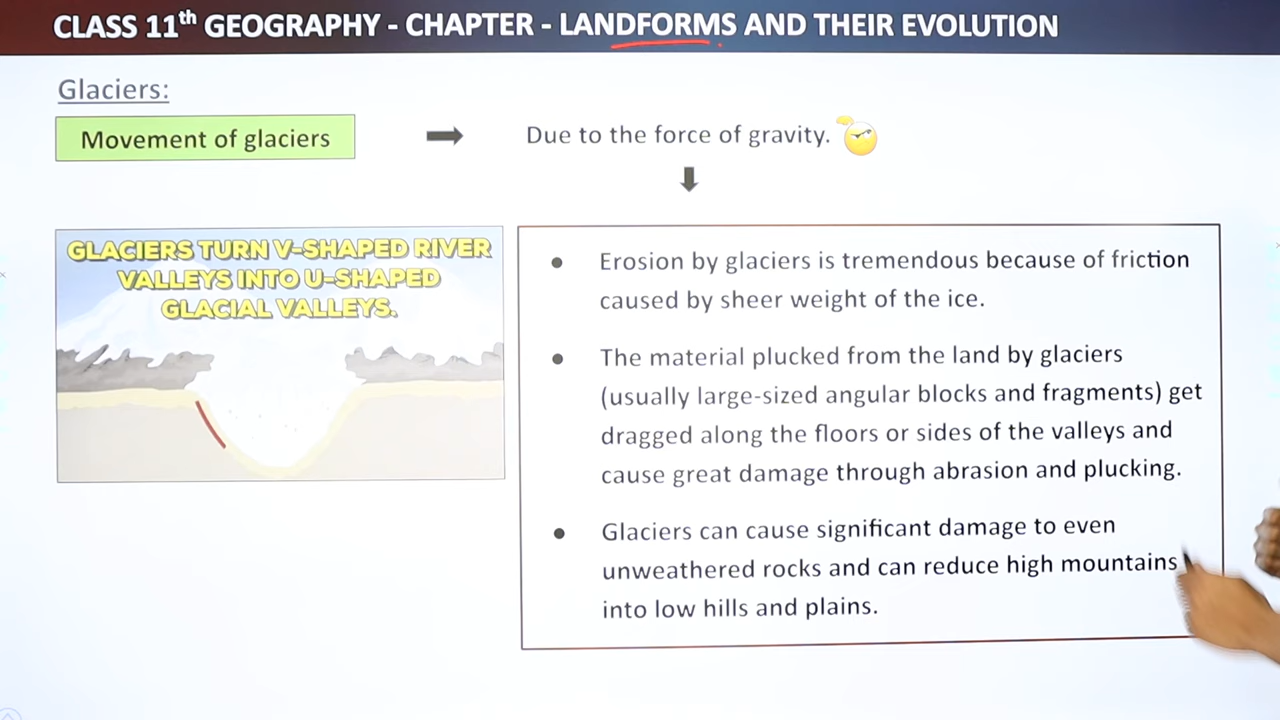 CLASS 11th GEOGRAPHY - CHAPTER - LANDFORMS AND THEIR EVOLUTION
Glaciers:
Movement of glaciers
Due to the force of gravity.
GLACIERS TURN V-SHAPED RIVER
VALLEYS INTO U-SHAPED
GLACIAL VALLEYS.
Erosion by glaciers is tremendous because of friction
caused by sheer weight of the ice.
The material plucked from the land by glaciers
(usually large-sized angular blocks and fragments) get
dragged along the floors or sides of the valleys and
cause great damage through abrasion and plucking.
Glaciers can cause significant damage to even
unweathered rocks and can reduce high mountains
into low hills and plains.